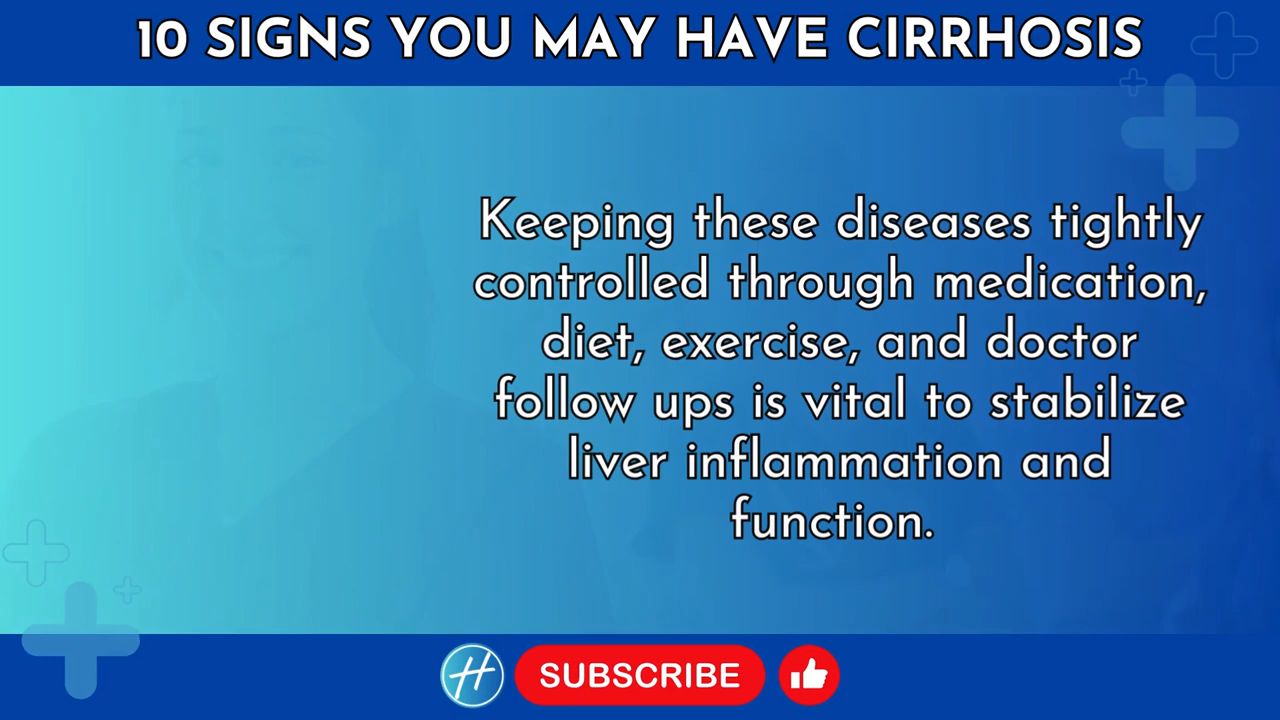 10 SIGNS YOU MAY HAVE CIRRHOSIS
Keeping these diseases tightly
controlled through medication,
diet, exercise, and doctor
follow ups is vital to stabilize
liver inflammation and
function.
H SUBSCRIBE